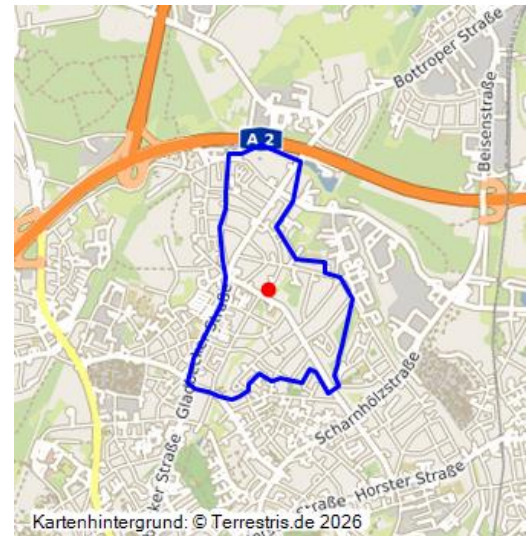 Bottroper Straße
Beisenstraße
A 2
Gladbecker Straße
Scharnhölzstraße
Horster Straße
Kartenhintergrund: © Terrestris.de 2026